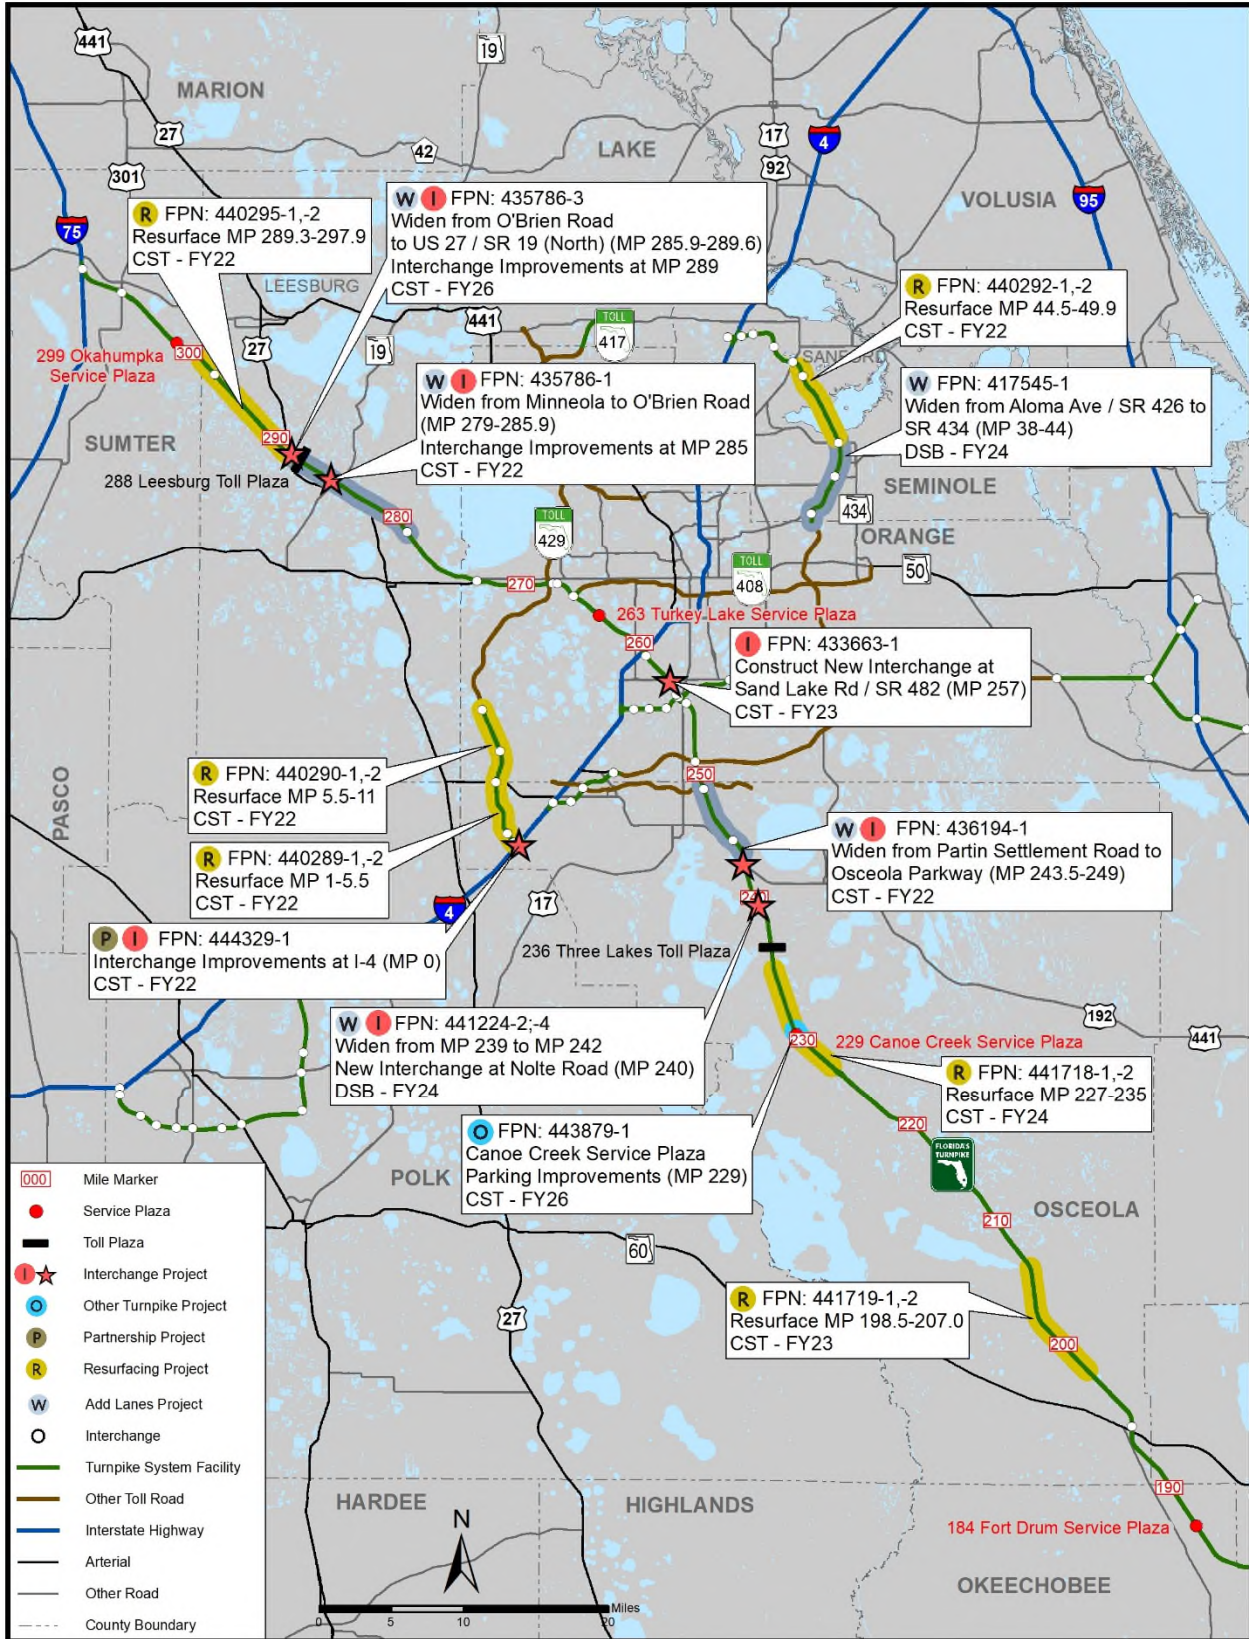 441
19
MARION
27
42
17
4
LAKE
92
301
VOLUSIA
95
75
R FPN: 440295-1,-2
Resurface MP 289.3-297.9
CST - FY22
W I FPN: 435786-3
Widen from O'Brien Road
to US 27 / SR 19 (North) (MP 285.9-289.6)
Interchange Improvements at MP 289
CST - FY26
R FPN: 440292-1,-2
Resurface MP 44.5-49.9
CST - FY22
LEESBURG
441
TOLL
417
27
19
300
299 Okahumpka
Service Plaza
SANFORD
W I FPN: 435786-1
Widen from Minneola to O'Brien Road
(MP 279-285.9)
Interchange Improvements at MP 285
CST - FY22
W FPN: 417545-1
Widen from Aloma Ave / SR 426 to
SR 434 (MP 38-44)
DSB - FY24
SUMTER
290
288 Leesburg Toll Plaza
SEMINOLE
280
434
TOLL
429
ORANGE
TOLL
408
50
270
263 Turkey Lake Service Plaza
260
I FPN: 433663-1
Construct New Interchange at
Sand Lake Rd / SR 482 (MP 257)
CST - FY23
PASCO
R FPN: 440290-1,-2
Resurface MP 5.5-11
CST - FY22
250
R FPN: 440289-1,-2
Resurface MP 1-5.5
CST - FY22
W I FPN: 436194-1
Widen from Partin Settlement Road to
Osceola Parkway (MP 243.5-249)
CST - FY22
240
4
17
P I FPN: 444329-1
Interchange Improvements at I-4 (MP 0)
CST - FY22
236 Three Lakes Toll Plaza
192
441
W I FPN: 441224-2;-4
Widen from MP 239 to MP 242
New Interchange at Nolte Road (MP 240)
DSB - FY24
230
229 Canoe Creek Service Plaza
R FPN: 441718-1,-2
Resurface MP 227-235
CST - FY24
O FPN: 443879-1
Canoe Creek Service Plaza
Parking Improvements (MP 229)
CST - FY26
220
FLORIDA'S
TURNPIKE
POLK
OSCEOLA
210
60
R FPN: 441719-1,-2
Resurface MP 198.5-207.0
CST - FY23
27
200
190
184 Fort Drum Service Plaza
HARDEE
HIGHLANDS
OKEECHOBEE
000 Mile Marker
Service Plaza
Toll Plaza
I Interchange Project
O Other Turnpike Project
P Partnership Project
R Resurfacing Project
W Add Lanes Project
Interchange
Turnpike System Facility
Other Toll Road
Interstate Highway
Arterial
Other Road
County Boundary
N
Miles
0 5 10 20